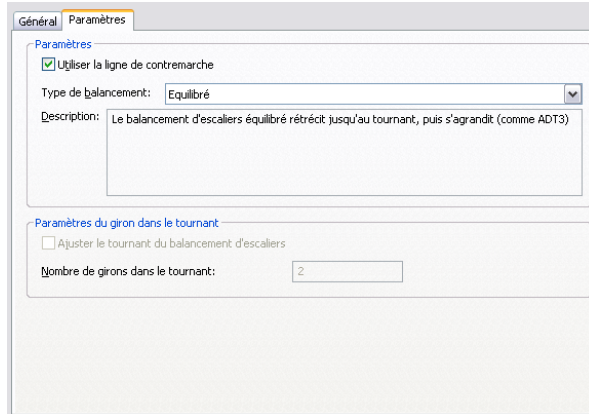 Général Paramètres
Paramètres
Utiliser la ligne de contremarche
Type de balancement: Equilibré
Description: Le balancement d'escaliers équilibré rétrécit jusqu'au tournant, puis s'agrandit (comme ADT3)
Paramètres du giron dans le tournant
Ajuster le tournant du balancement d'escaliers
Nombre de girons dans le tournant: 2